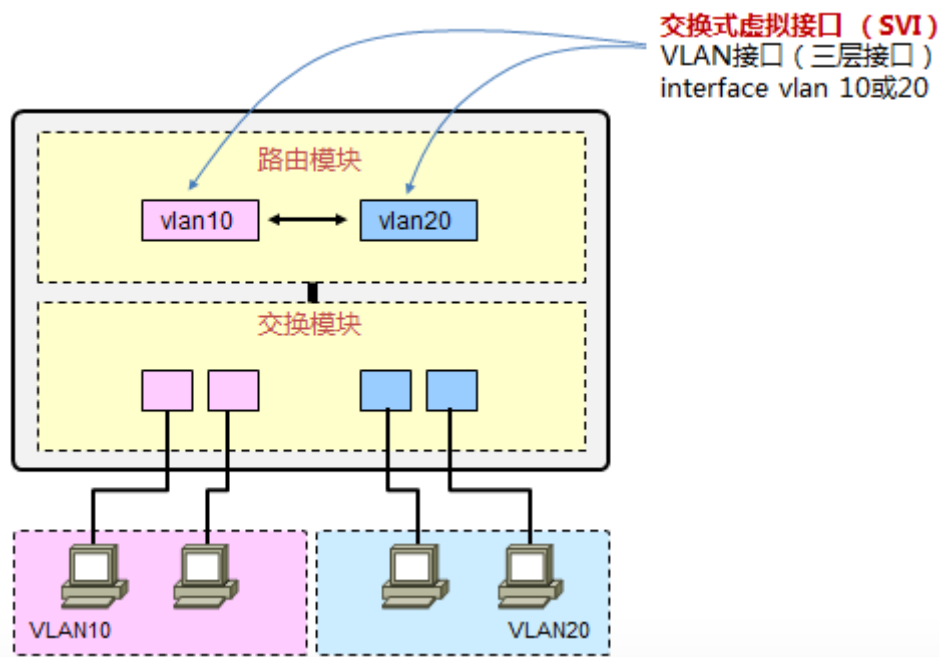 交换式虚拟接口 （SVI）
VLAN接口（三层接口）
interface vlan 10或20
路由模块
vlan10
vlan20
交换模块
VLAN10
VLAN20